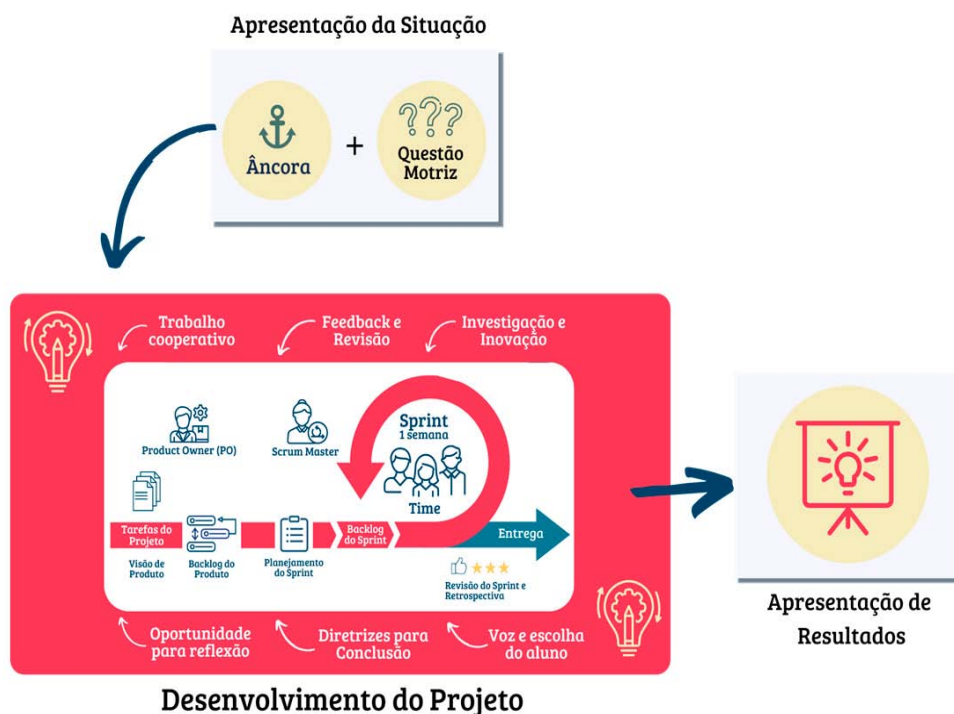 Apresentação da Situação
???
Âncora
+
Questão
Motriz
Trabalho
cooperativo
Feedback e
Revisão
Investigação e
Inovação
Product Owner (PO)
Scrum Master
Sprint
1 semana
Time
Tarefas do
Projeto
Backlog
do Sprint
Entrega
Visão de
Produto
Backlog do
Produto
Planejamento
do Sprint
Revisão do Sprint e
Retrospectiva
Oportunidade
para reflexão
Diretrizes para
Conclusão
Voz e escolha
do aluno
Desenvolvimento do Projeto
Apresentação de
Resultados